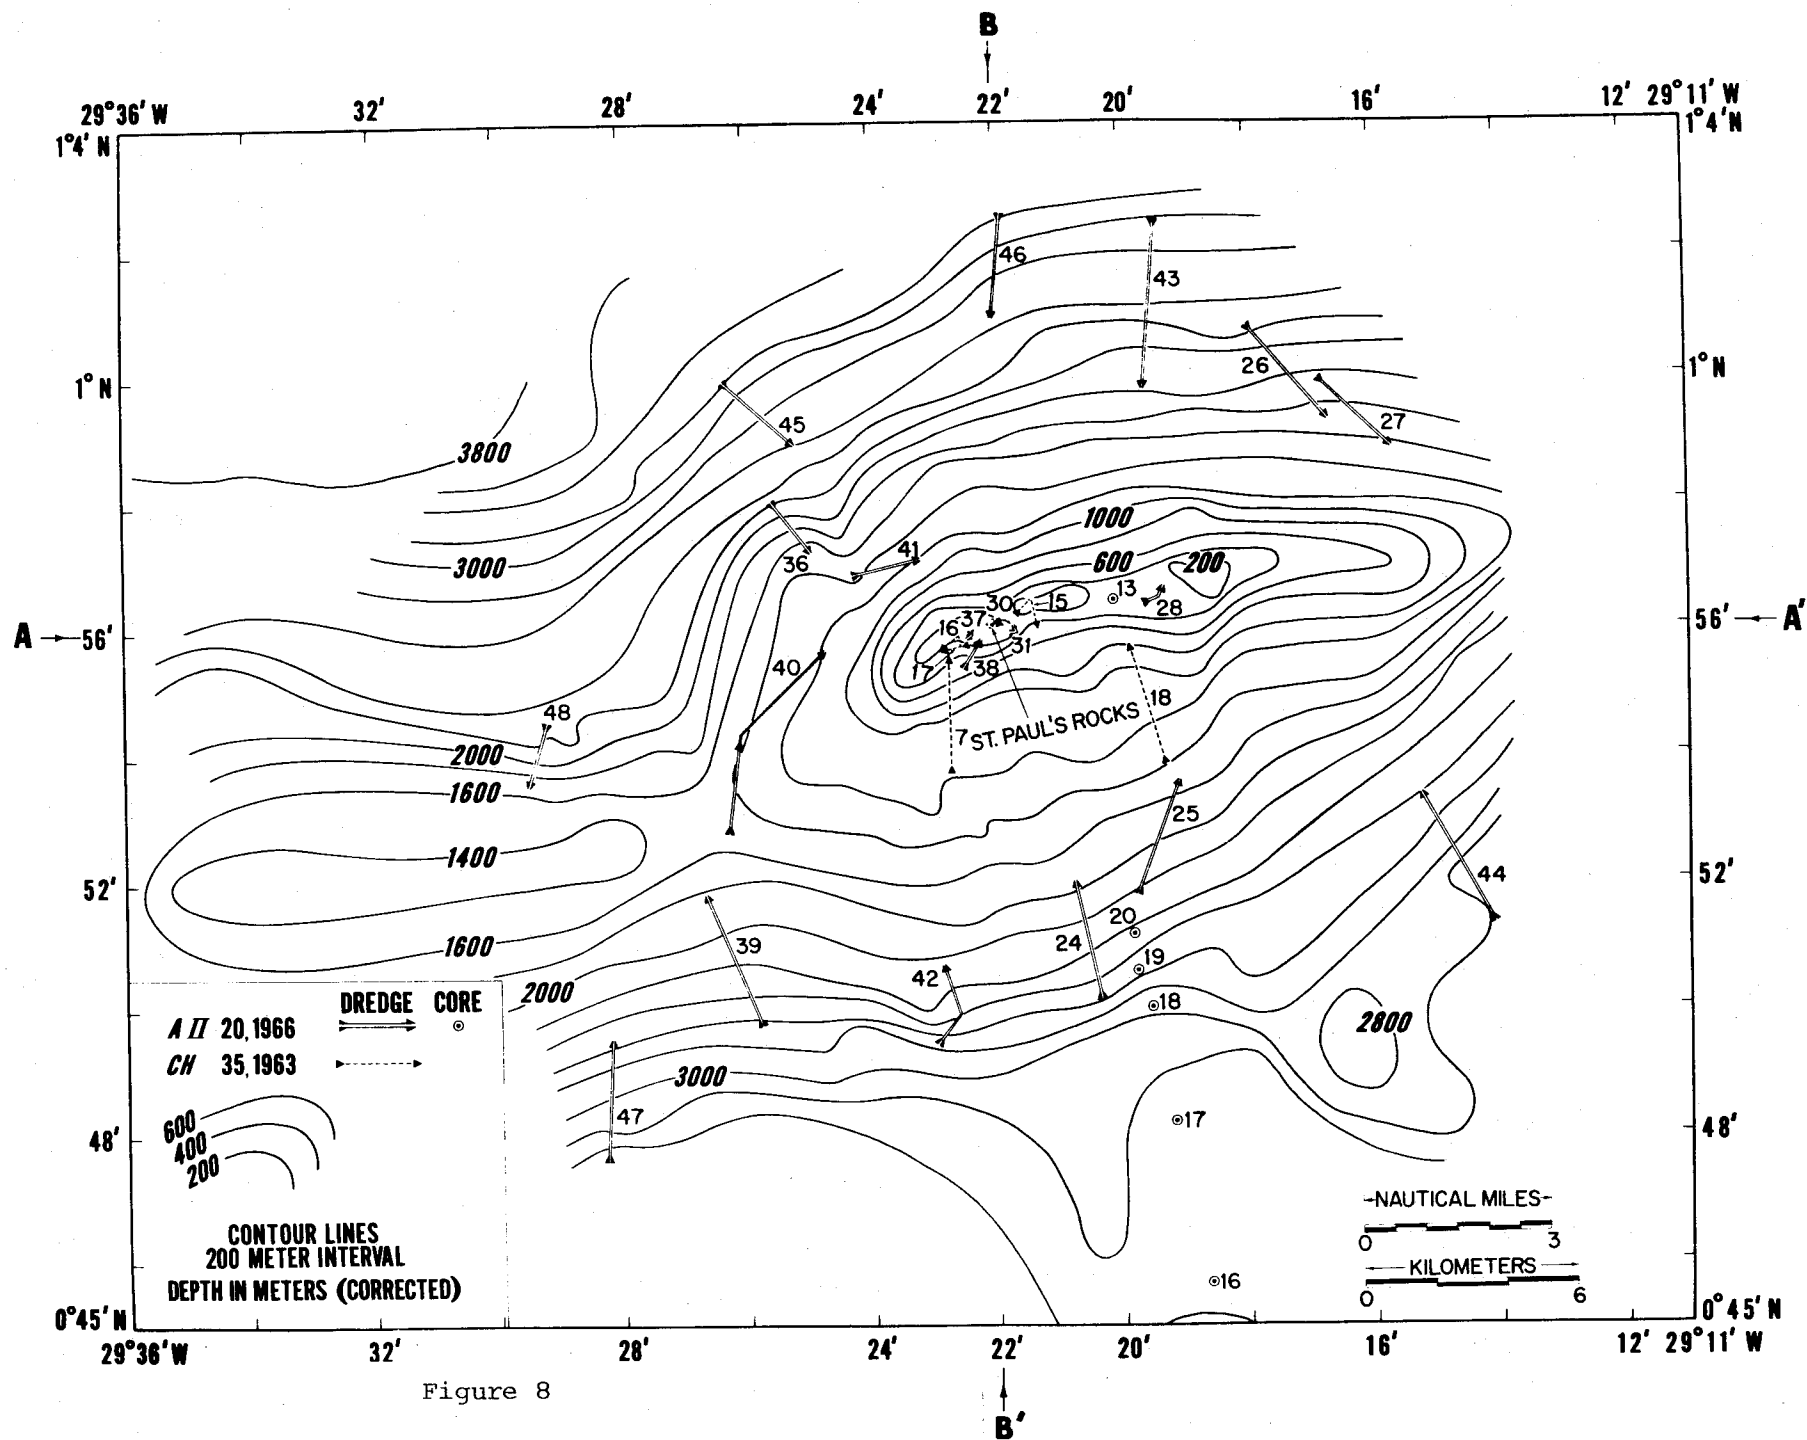 B
29°36' W 32' 28' 24' 22' 20' 16' 12' 29°11' W
1°4' N 1°4' N
46
43
26
1°N 1°N
27
45
3800
1000
41
3000 36 600 200
13
30 15 28
A 56' 16 37 56' A'
31
17 38
40
18
48 7 ST. PAUL'S ROCKS
2000
1600
25
1400
44
52' 52'
20
1600 39 24
19
42
2000 18
DREDGE CORE
A II 20, 1966
2800
CH 35, 1963
3000
600 47 17
400 48' 48'
200
NAUTICAL MILES
0 3
CONTOUR LINES
200 METER INTERVAL
DEPTH IN METERS (CORRECTED)
KILOMETERS
16
0 6
0°45' N 0°45' N
29°36' W 32' 28' 24' 22' 20' 16' 12' 29°11' W
Figure 8
B'